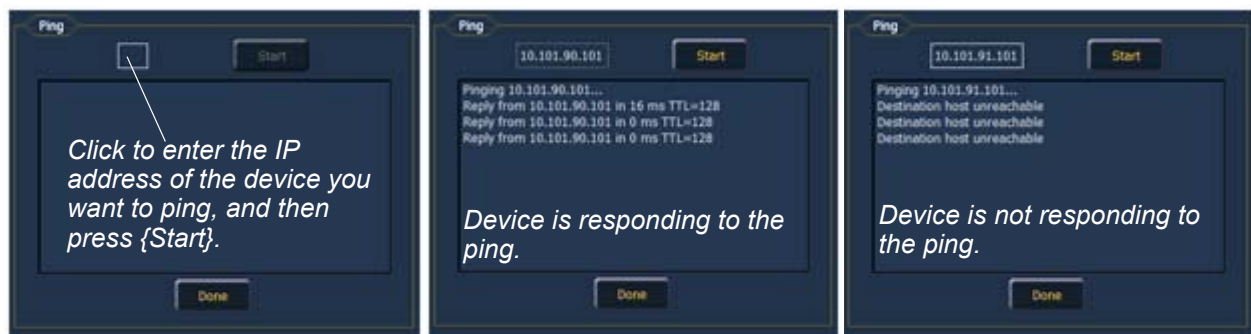 Ping
Start
Click to enter the IP
address of the device you
want to ping, and then
press {Start}.
Done
Ping
10.101.90.101
Start
Pinging 10.101.90.101...
Reply from 10.101.90.101 in 16 ms TTL=128
Reply from 10.101.90.101 in 0 ms TTL=128
Reply from 10.101.90.101 in 0 ms TTL=128
Device is responding to the
ping.
Done
Ping
10.101.91.101
Start
Pinging 10.101.91.101...
Destination host unreachable
Destination host unreachable
Destination host unreachable
Device is not responding to
the ping.
Done